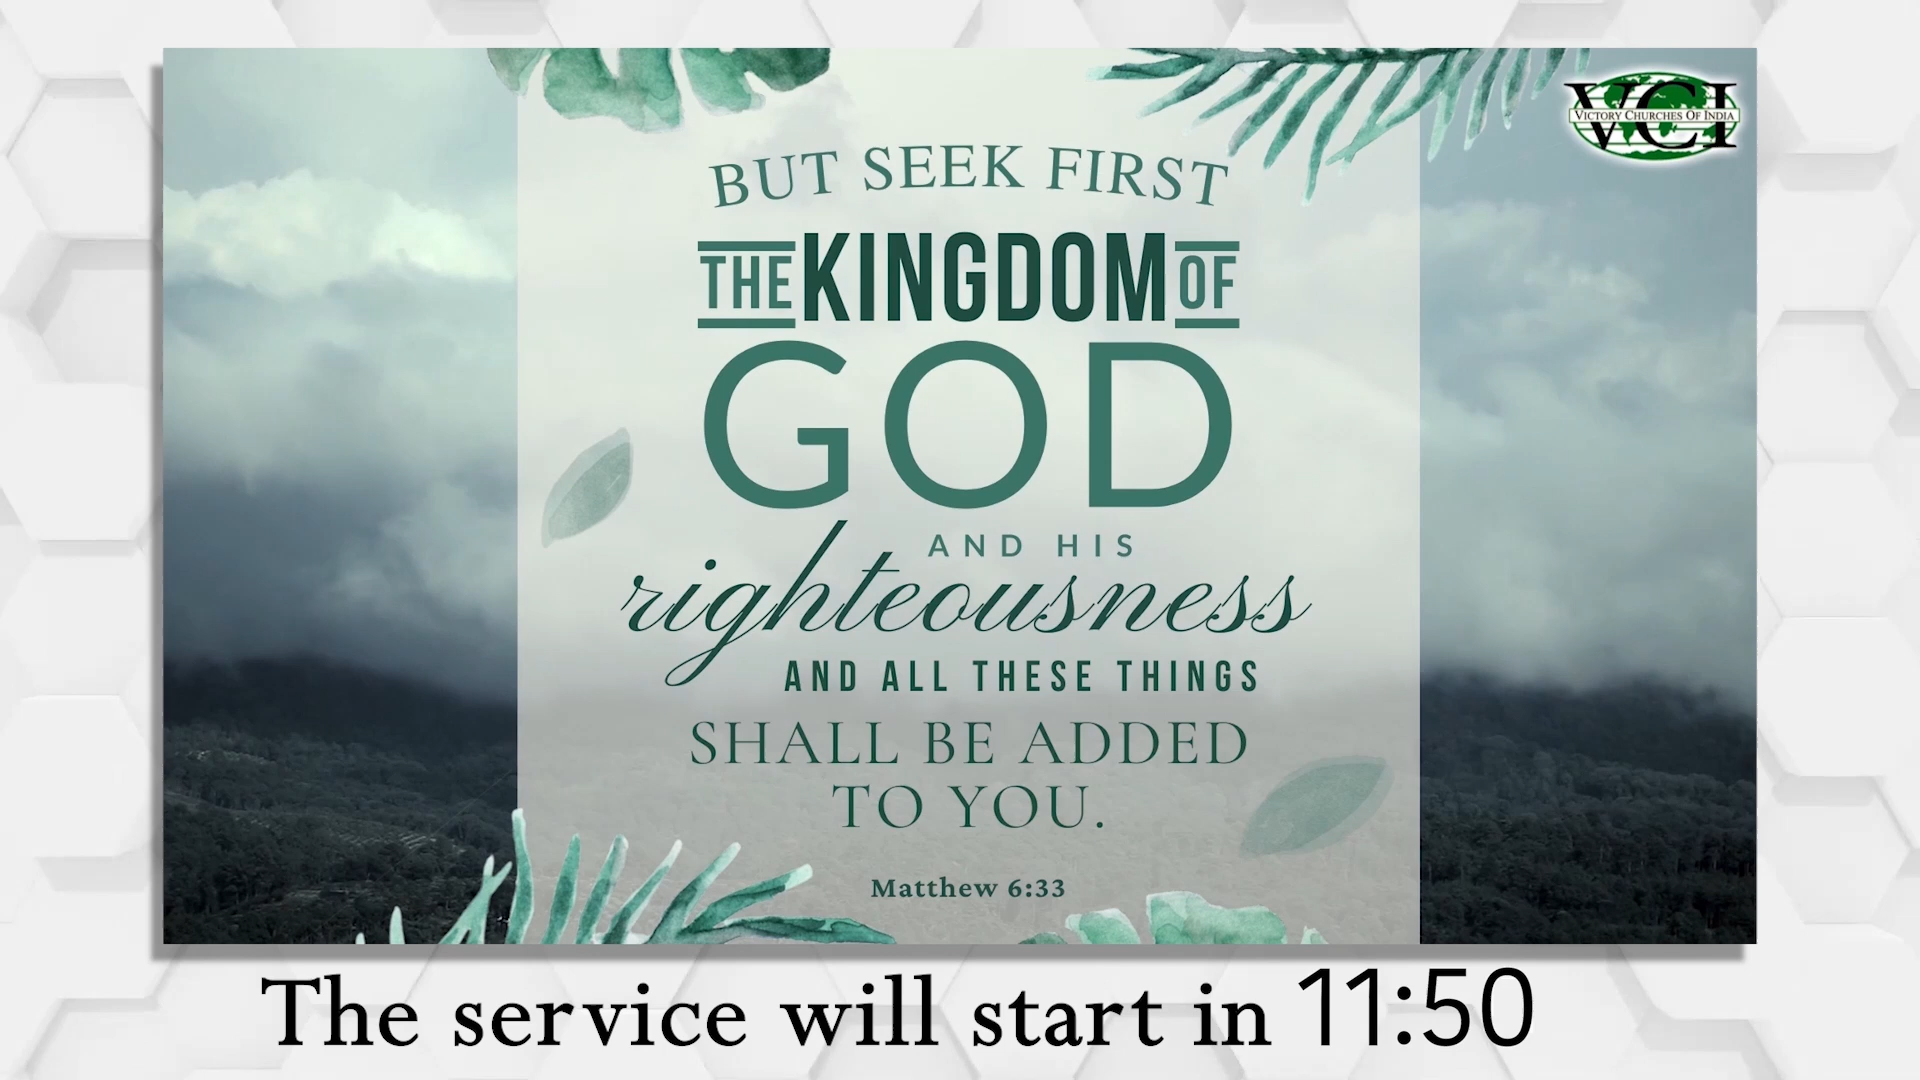 VCI
VICTORY CHURCHES OF INDIA
BUT SEEK FIRST
THE KINGDOM OF
GOD
AND HIS
righteousness
AND ALL THESE THINGS
SHALL BE ADDED
TO YOU.
Matthew 6:33
The service will start in 11:50